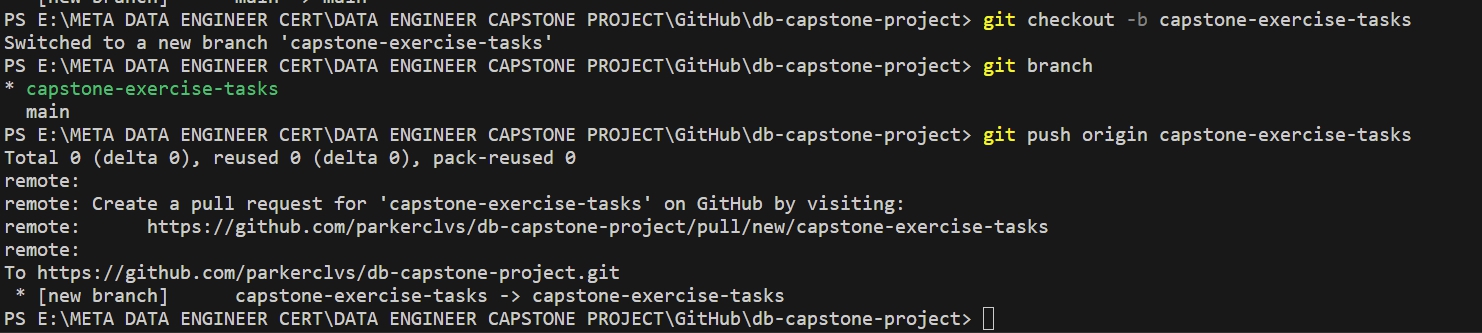 * [new branch]      main -> main
PS E:\META DATA ENGINEER CERT\DATA ENGINEER CAPSTONE PROJECT\GitHub\db-capstone-project> git checkout -b capstone-exercise-tasks
Switched to a new branch 'capstone-exercise-tasks'
PS E:\META DATA ENGINEER CERT\DATA ENGINEER CAPSTONE PROJECT\GitHub\db-capstone-project> git branch
* capstone-exercise-tasks
  main
PS E:\META DATA ENGINEER CERT\DATA ENGINEER CAPSTONE PROJECT\GitHub\db-capstone-project> git push origin capstone-exercise-tasks
Total 0 (delta 0), reused 0 (delta 0), pack-reused 0
remote:
remote: Create a pull request for 'capstone-exercise-tasks' on GitHub by visiting:
remote:      https://github.com/parkerclvs/db-capstone-project/pull/new/capstone-exercise-tasks
remote:
To https://github.com/parkerclvs/db-capstone-project.git
 * [new branch]      capstone-exercise-tasks -> capstone-exercise-tasks
PS E:\META DATA ENGINEER CERT\DATA ENGINEER CAPSTONE PROJECT\GitHub\db-capstone-project>